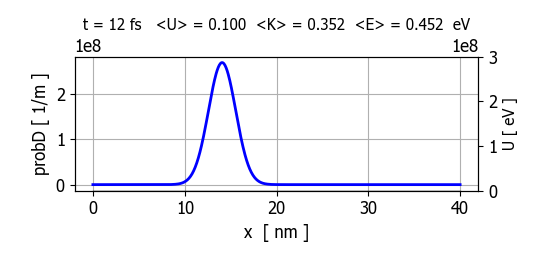 t = 12 fs   <U> = 0.100  <K> = 0.352  <E> = 0.452  eV
1e8 1e8
probD [ 1/m ]
2
1
0
3
2
1
0
U [ eV ]
0 10 20 30 40
x  [ nm ]